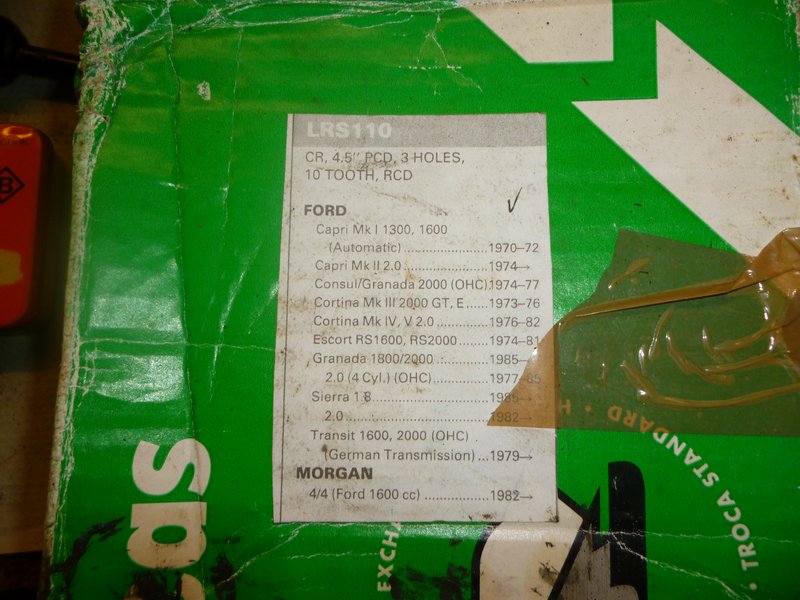 LRS110
CR, 4.5" PCD, 3 HOLES,
10 TOOTH, RCD
FORD
Capri Mk I 1300, 1600
(Automatic)..................1970–72
Capri Mk II 2.0 ....................1974→
Consul/Granada 2000 (OHC) 1974–77
Cortina Mk III 2000 GT, E.....1973–76
Cortina Mk IV, V 2.0............1976–82
Escort RS1600, RS2000.......1974–81
Granada 1800/2000 ............1985→
2.0 (4 Cyl.) (OHC)............1977–85
Sierra 1.8 .....................1986→
2.0..............................1982→
Transit 1600, 2000 (OHC)
(German Transmission) ...1979→
MORGAN
4/4 (Ford 1600 cc) ...............1982→
as
EXCHA
• TROCA STANDARD •